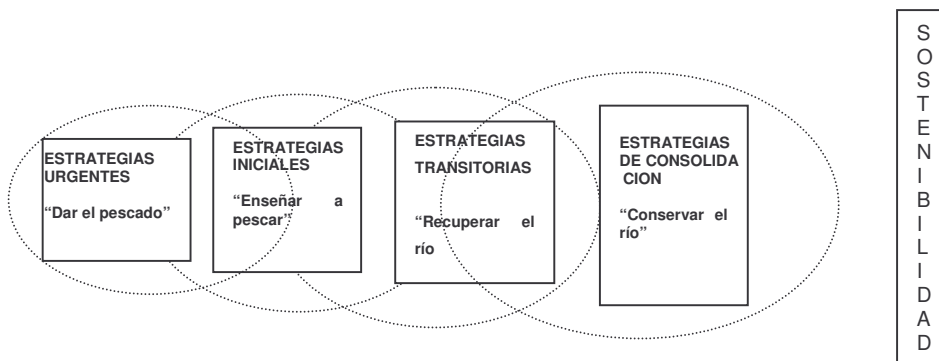 ESTRATEGIAS
URGENTES
“Dar el pescado”
ESTRATEGIAS
INICIALES
“Enseñar a
pescar”
ESTRATEGIAS
TRANSITORIAS
“Recuperar el
río
ESTRATEGIAS
DE CONSOLIDA
CION
“Conservar el
río”
S
O
S
T
E
N
I
B
I
L
I
D
A
D